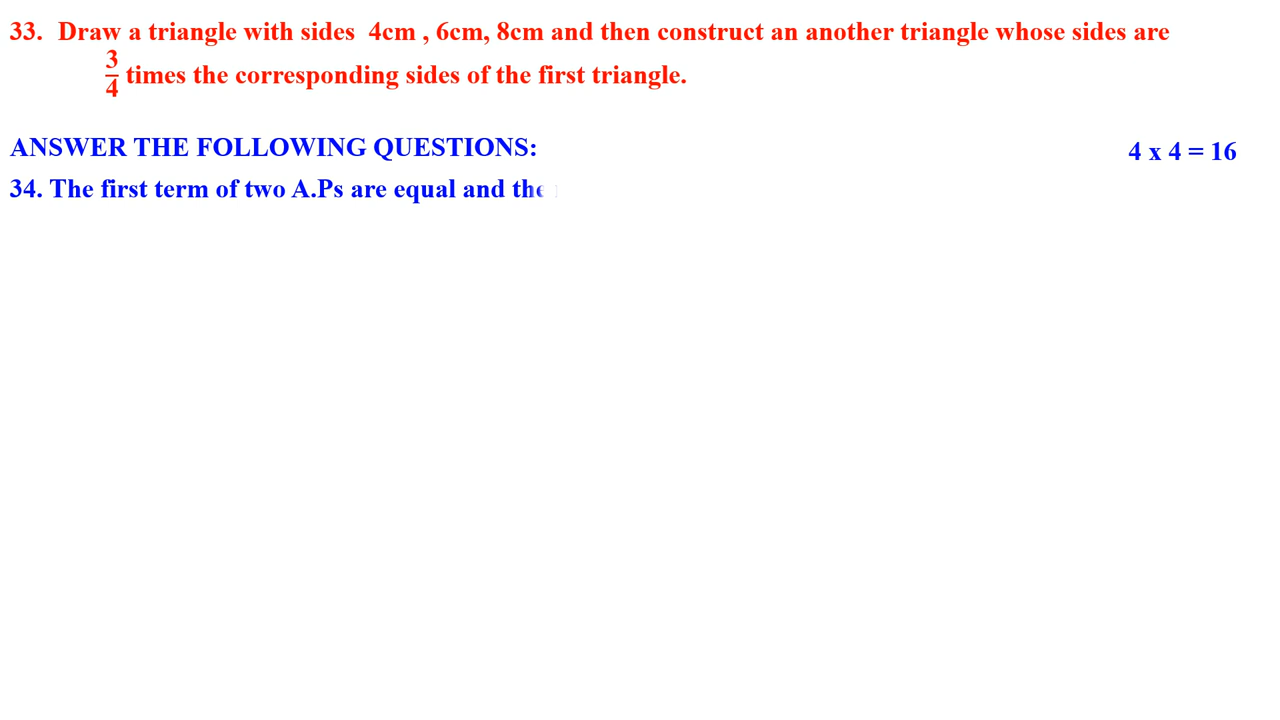 33. Draw a triangle with sides 4cm , 6cm, 8cm and then construct an another triangle whose sides are
3/4 times the corresponding sides of the first triangle.
ANSWER THE FOLLOWING QUESTIONS: 4 x 4 = 16
34. The first term of two A.Ps are equal and the